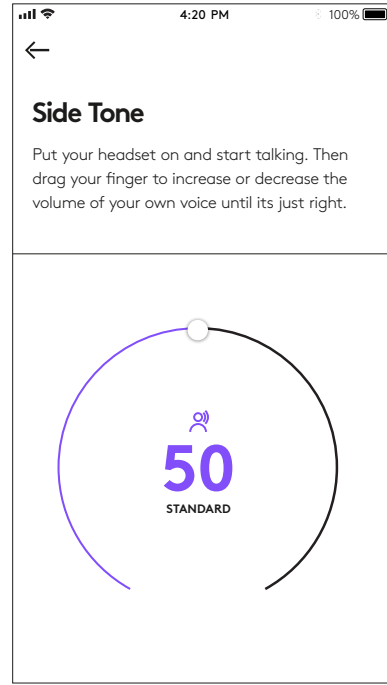 4:20 PM 100%
Side Tone
Put your headset on and start talking. Then
drag your finger to increase or decrease the
volume of your own voice until its just right.
50
STANDARD